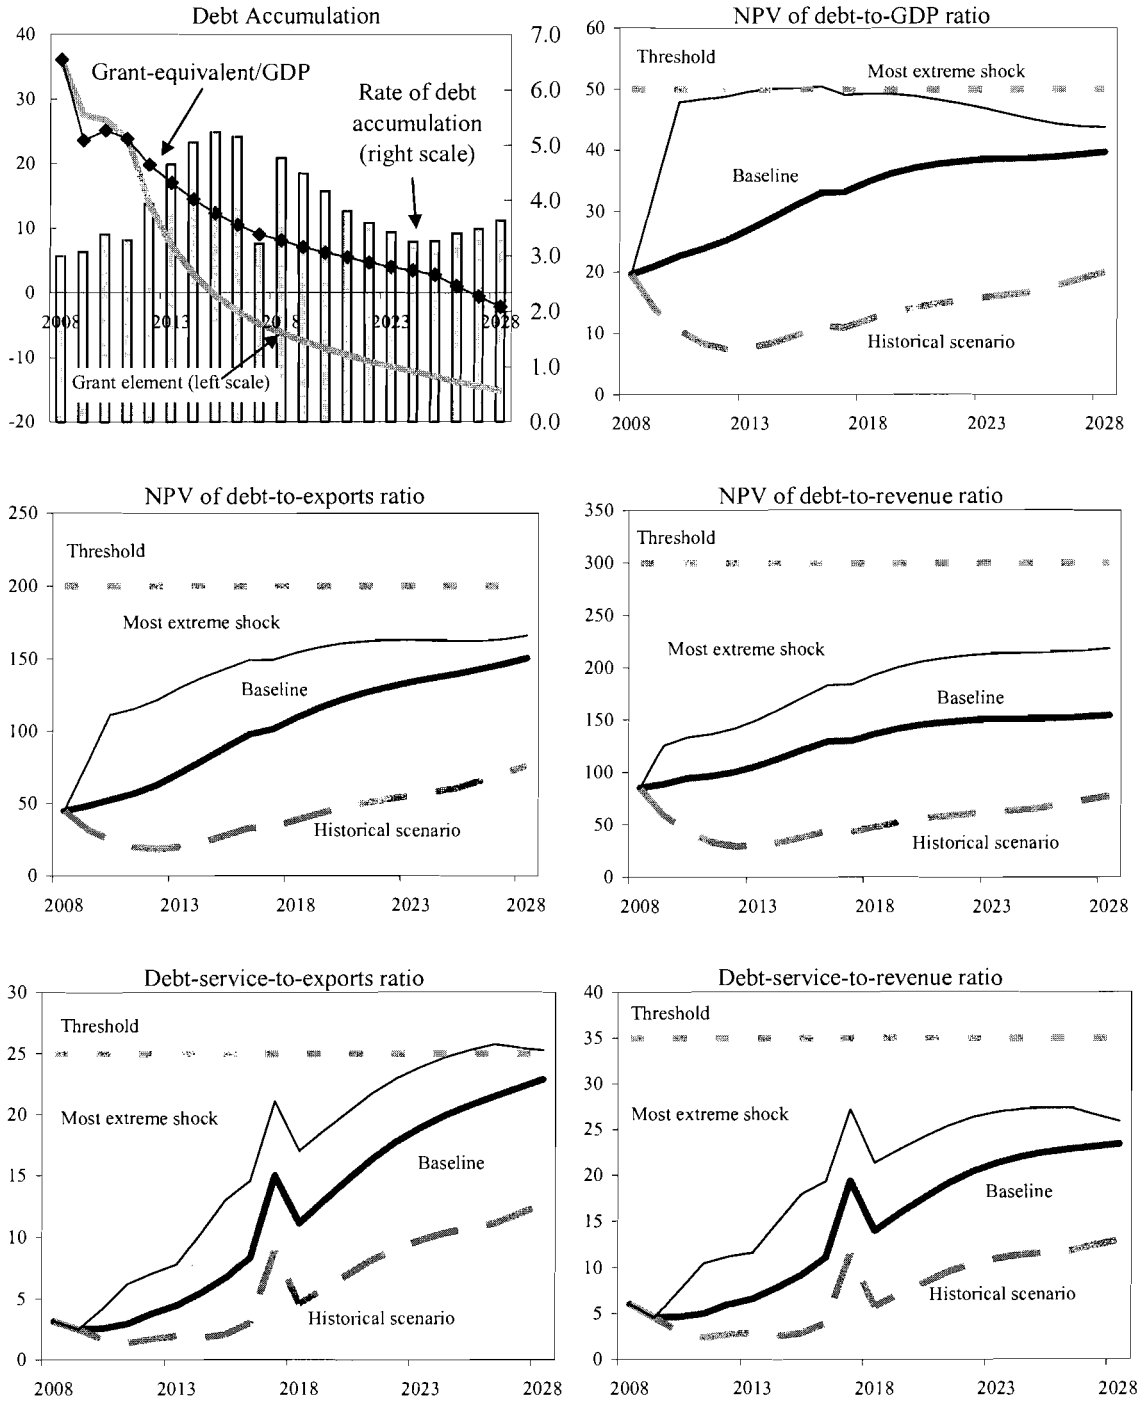 Debt Accumulation
40
30
20
10
0
-10
-20
7.0
6.0
5.0
4.0
3.0
2.0
1.0
0.0
Grant-equivalent/GDP
Rate of debt
accumulation
(right scale)
2008 2013 2018 2023 2028
Grant element (left scale)
NPV of debt-to-GDP ratio
60
50
40
30
20
10
0
Threshold
Most extreme shock
Baseline
Historical scenario
2008 2013 2018 2023 2028
NPV of debt-to-exports ratio
250
200
150
100
50
0
Threshold
Most extreme shock
Baseline
Historical scenario
2008 2013 2018 2023 2028
NPV of debt-to-revenue ratio
350
300
250
200
150
100
50
0
Threshold
Most extreme shock
Baseline
Historical scenario
2008 2013 2018 2023 2028
Debt-service-to-exports ratio
30
25
20
15
10
5
0
Threshold
Most extreme shock
Baseline
Historical scenario
2008 2013 2018 2023 2028
Debt-service-to-revenue ratio
40
35
30
25
20
15
10
5
0
Threshold
Most extreme shock
Baseline
Historical scenario
2008 2013 2018 2023 2028